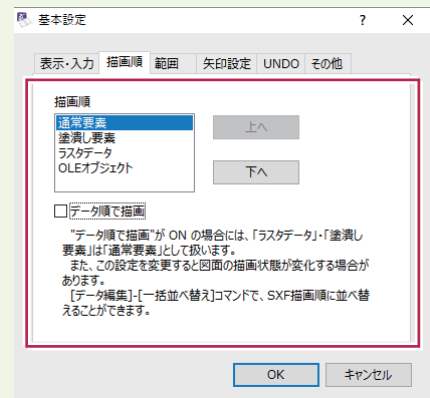 基本設定
? ×
表示・入力 描画順 範囲 矢印設定 UNDO その他
描画順
通常要素
塗潰し要素
ラスタデータ
OLEオブジェクト
上へ
下へ
データ順で描画
"データ順で描画"が ON の場合には、「ラスタデータ」・「塗潰し
要素」は「通常要素」として扱います。
また、この設定を変更すると図面の描画状態が変化する場合が
あります。
[データ編集]-[一括並べ替え]コマンドで、SXF描画順に並べ替
えることができます。
OK キャンセル